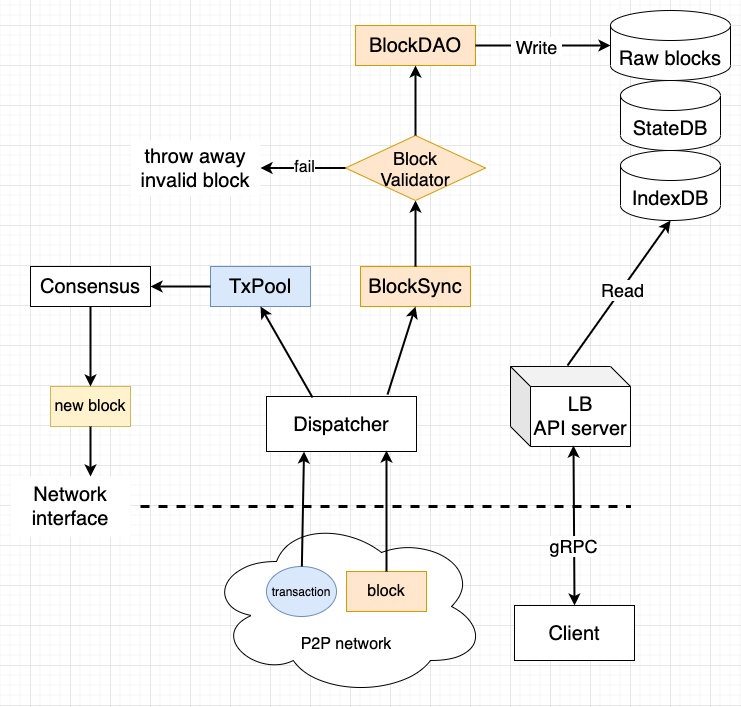 BlockDAO
Write
Raw blocks
StateDB
throw away
invalid block
fail
Block
Validator
IndexDB
Consensus
TxPool
BlockSync
Read
new block
Dispatcher
LB
API server
Network
interface
gRPC
transaction
block
P2P network
Client